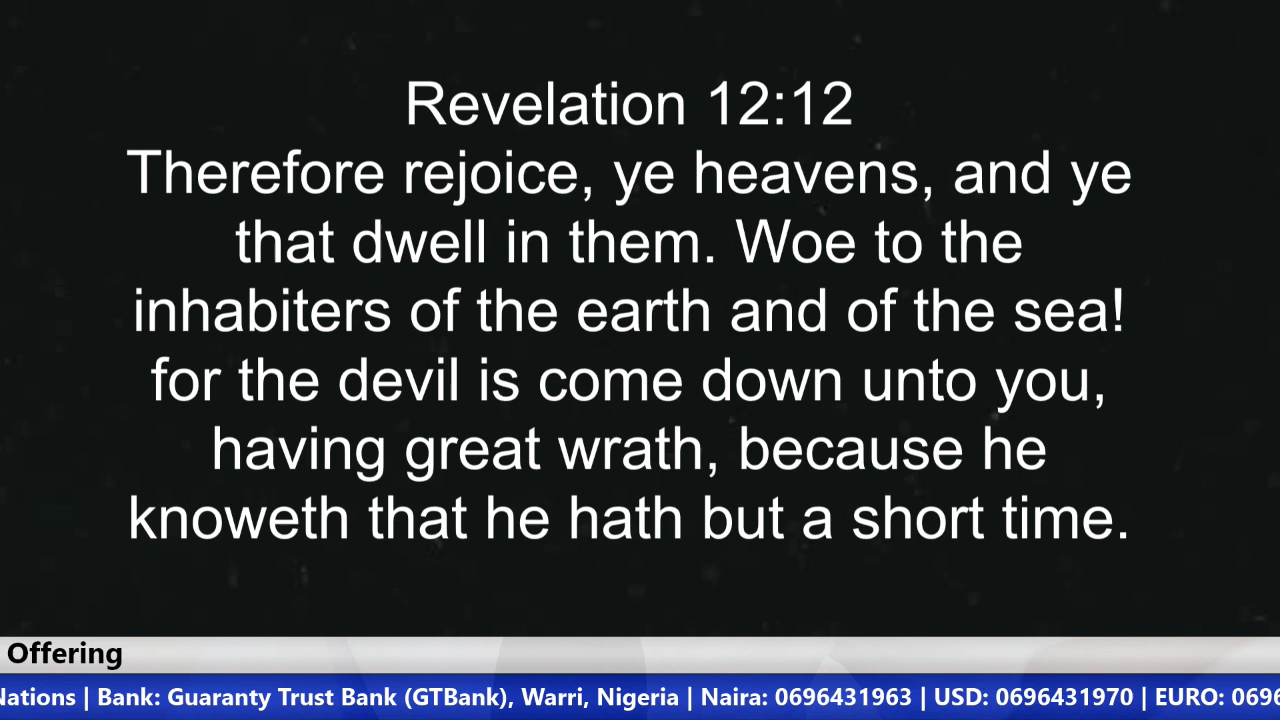 Revelation 12:12
Therefore rejoice, ye heavens, and ye
that dwell in them. Woe to the
inhabiters of the earth and of the sea!
for the devil is come down unto you,
having great wrath, because he
knoweth that he hath but a short time.
Offering
Nations | Bank: Guaranty Trust Bank (GTBank), Warri, Nigeria | Naira: 0696431963 | USD: 0696431970 | EURO: 0696